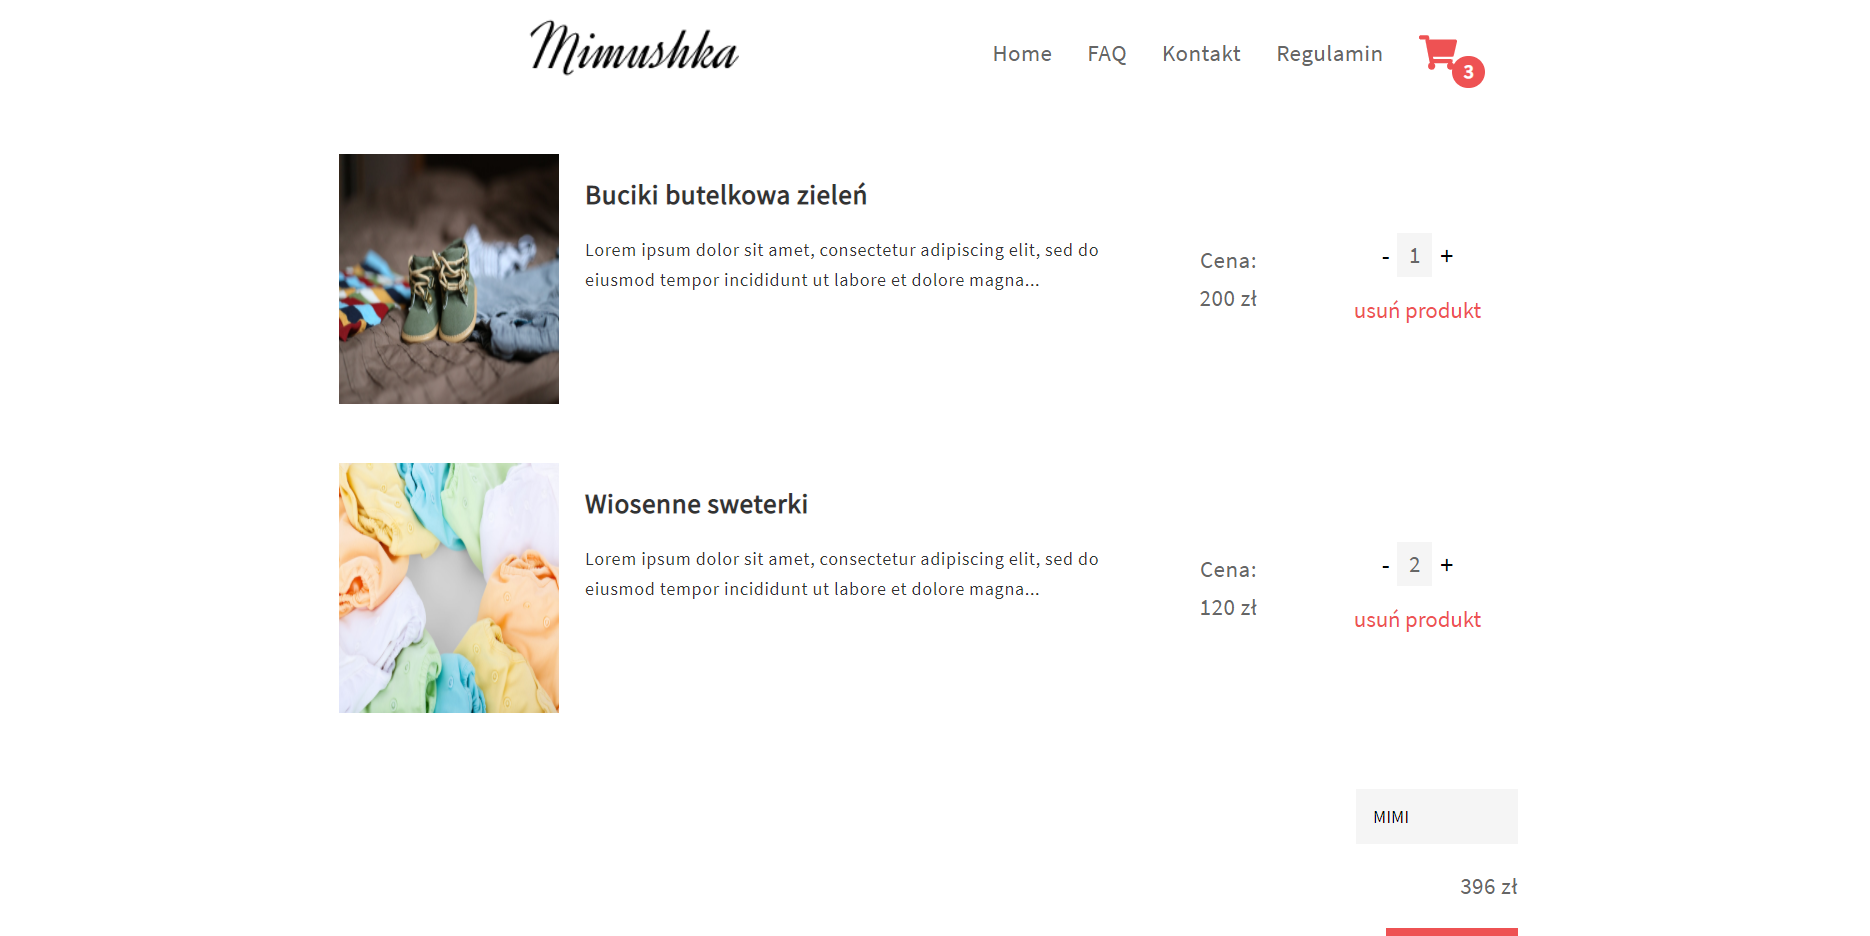 Mimushka
Home FAQ Kontakt Regulamin
3
Buciki butelkowa zieleń
Lorem ipsum dolor sit amet, consectetur adipiscing elit, sed do
eiusmod tempor incididunt ut labore et dolore magna...
Cena:
200 zł
- 1 +
usuń produkt
Wiosenne sweterki
Lorem ipsum dolor sit amet, consectetur adipiscing elit, sed do
eiusmod tempor incididunt ut labore et dolore magna...
Cena:
120 zł
- 2 +
usuń produkt
MIMI
396 zł